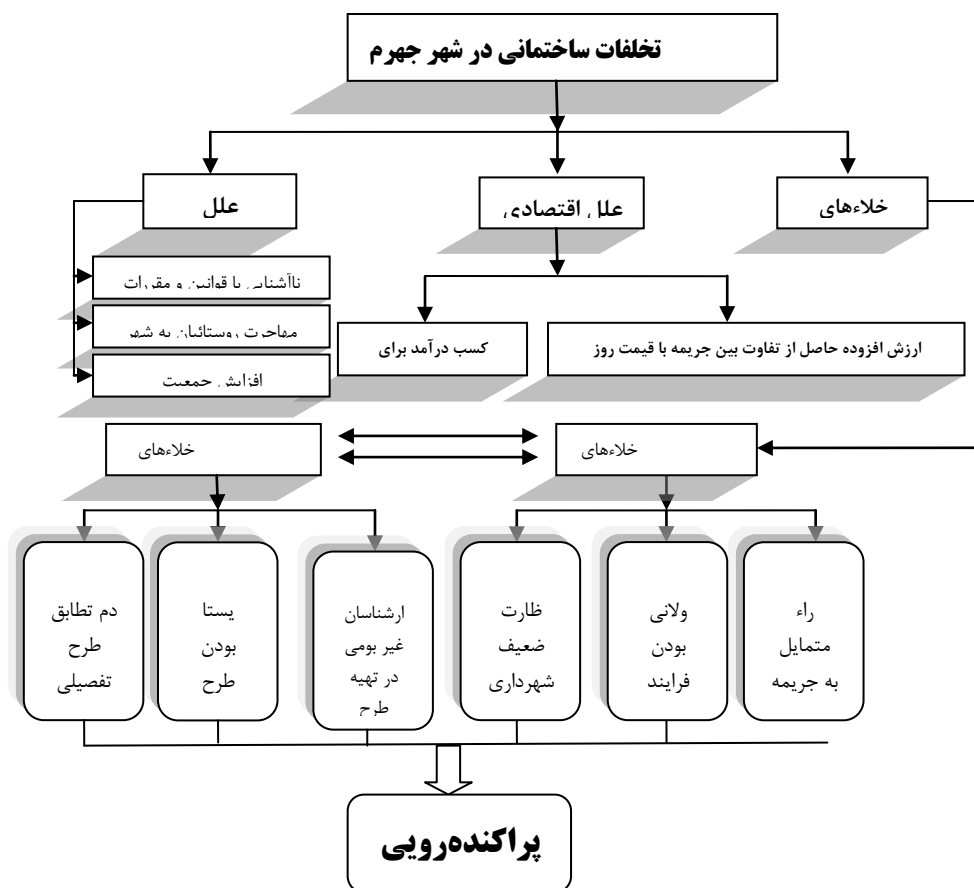 تخلفات ساختمانی در شهر جهرم
خلاءهای
علل اقتصادی
علل
ناآشنایی با قوانین و مقررات
مهاجرت روستائیان به شهر
افزایش جمعیت
ارزش افزوده حاصل از تفاوت بین جریمه با قیمت روز
کسب درآمد برای
خلاءهای
خلاءهای
راء
متمایل
به جریمه
ولانی
بودن
فرایند
ظارت
ضعیف
شهرداری
ارشناسان
غیر بومی
در تهیه
طرح
یستا
بودن
طرح
دم تطابق
طرح
تفصیلی
پراکنده‌رویی